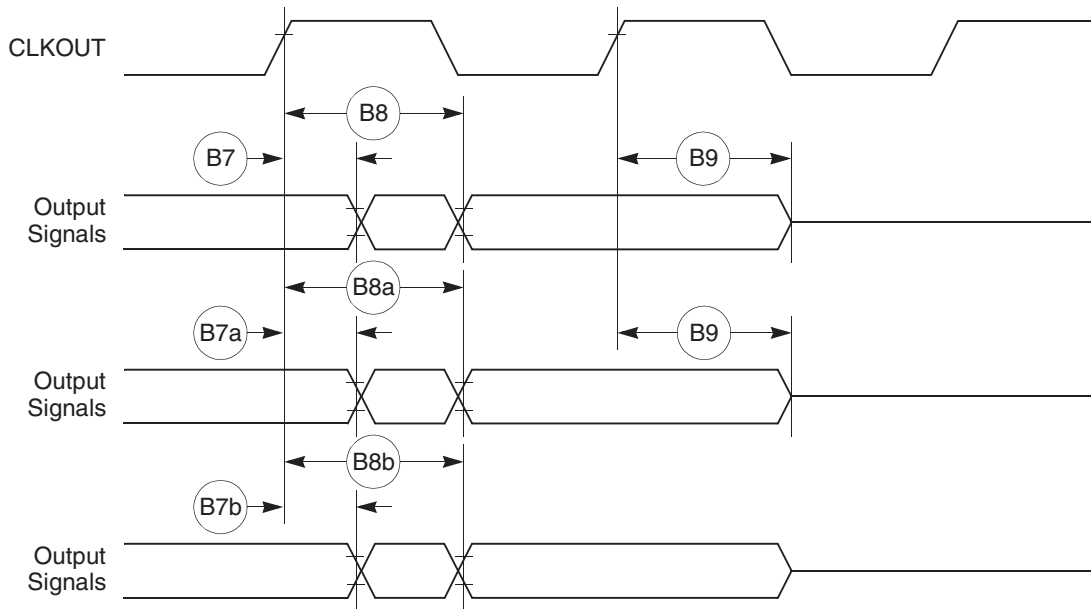 CLKOUT
B8
B7
B9
Output
Signals
B8a
B7a
B9
Output
Signals
B8b
B7b
Output
Signals